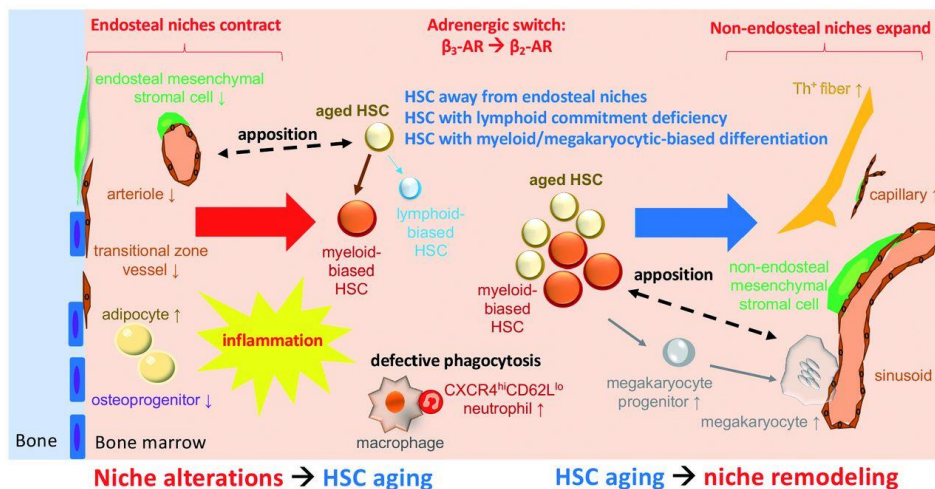 Endosteal niches contract
Adrenergic switch:
β₃-AR → β₂-AR
Non-endosteal niches expand
endosteal mesenchymal
stromal cell ↓
arteriole ↓
transitional zone
vessel ↓
adipocyte ↑
osteoprogenitor ↓
Bone
Bone marrow
apposition
aged HSC
HSC away from endosteal niches
HSC with lymphoid commitment deficiency
HSC with myeloid/megakaryocytic-biased differentiation
lymphoid-
biased
HSC
myeloid-
biased
HSC
inflammation
defective phagocytosis
CXCR4ʰⁱCD62Lˡᵒ
neutrophil ↑
macrophage
aged HSC
myeloid-
biased
HSC
apposition
megakaryocyte
progenitor ↑
megakaryocyte ↑
Th⁺ fiber ↑
capillary ↑
non-endosteal
mesenchymal
stromal cell
sinusoid
Niche alterations → HSC aging
HSC aging → niche remodeling